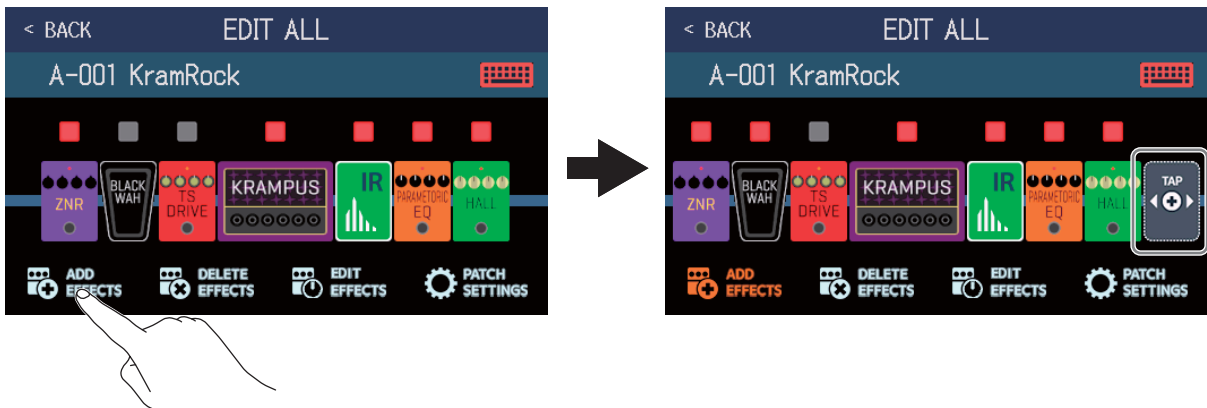 < BACK EDIT ALL
A-001 KramRock
ZNR
BLACK
WAH
TS
DRIVE
KRAMPUS
IR
PARAMETORIC
EQ
HALL
ADD
EFFECTS
DELETE
EFFECTS
EDIT
EFFECTS
PATCH
SETTINGS
< BACK EDIT ALL
A-001 KramRock
ZNR
BLACK
WAH
TS
DRIVE
KRAMPUS
IR
PARAMETORIC
EQ
HALL
TAP
ADD
EFFECTS
DELETE
EFFECTS
EDIT
EFFECTS
PATCH
SETTINGS